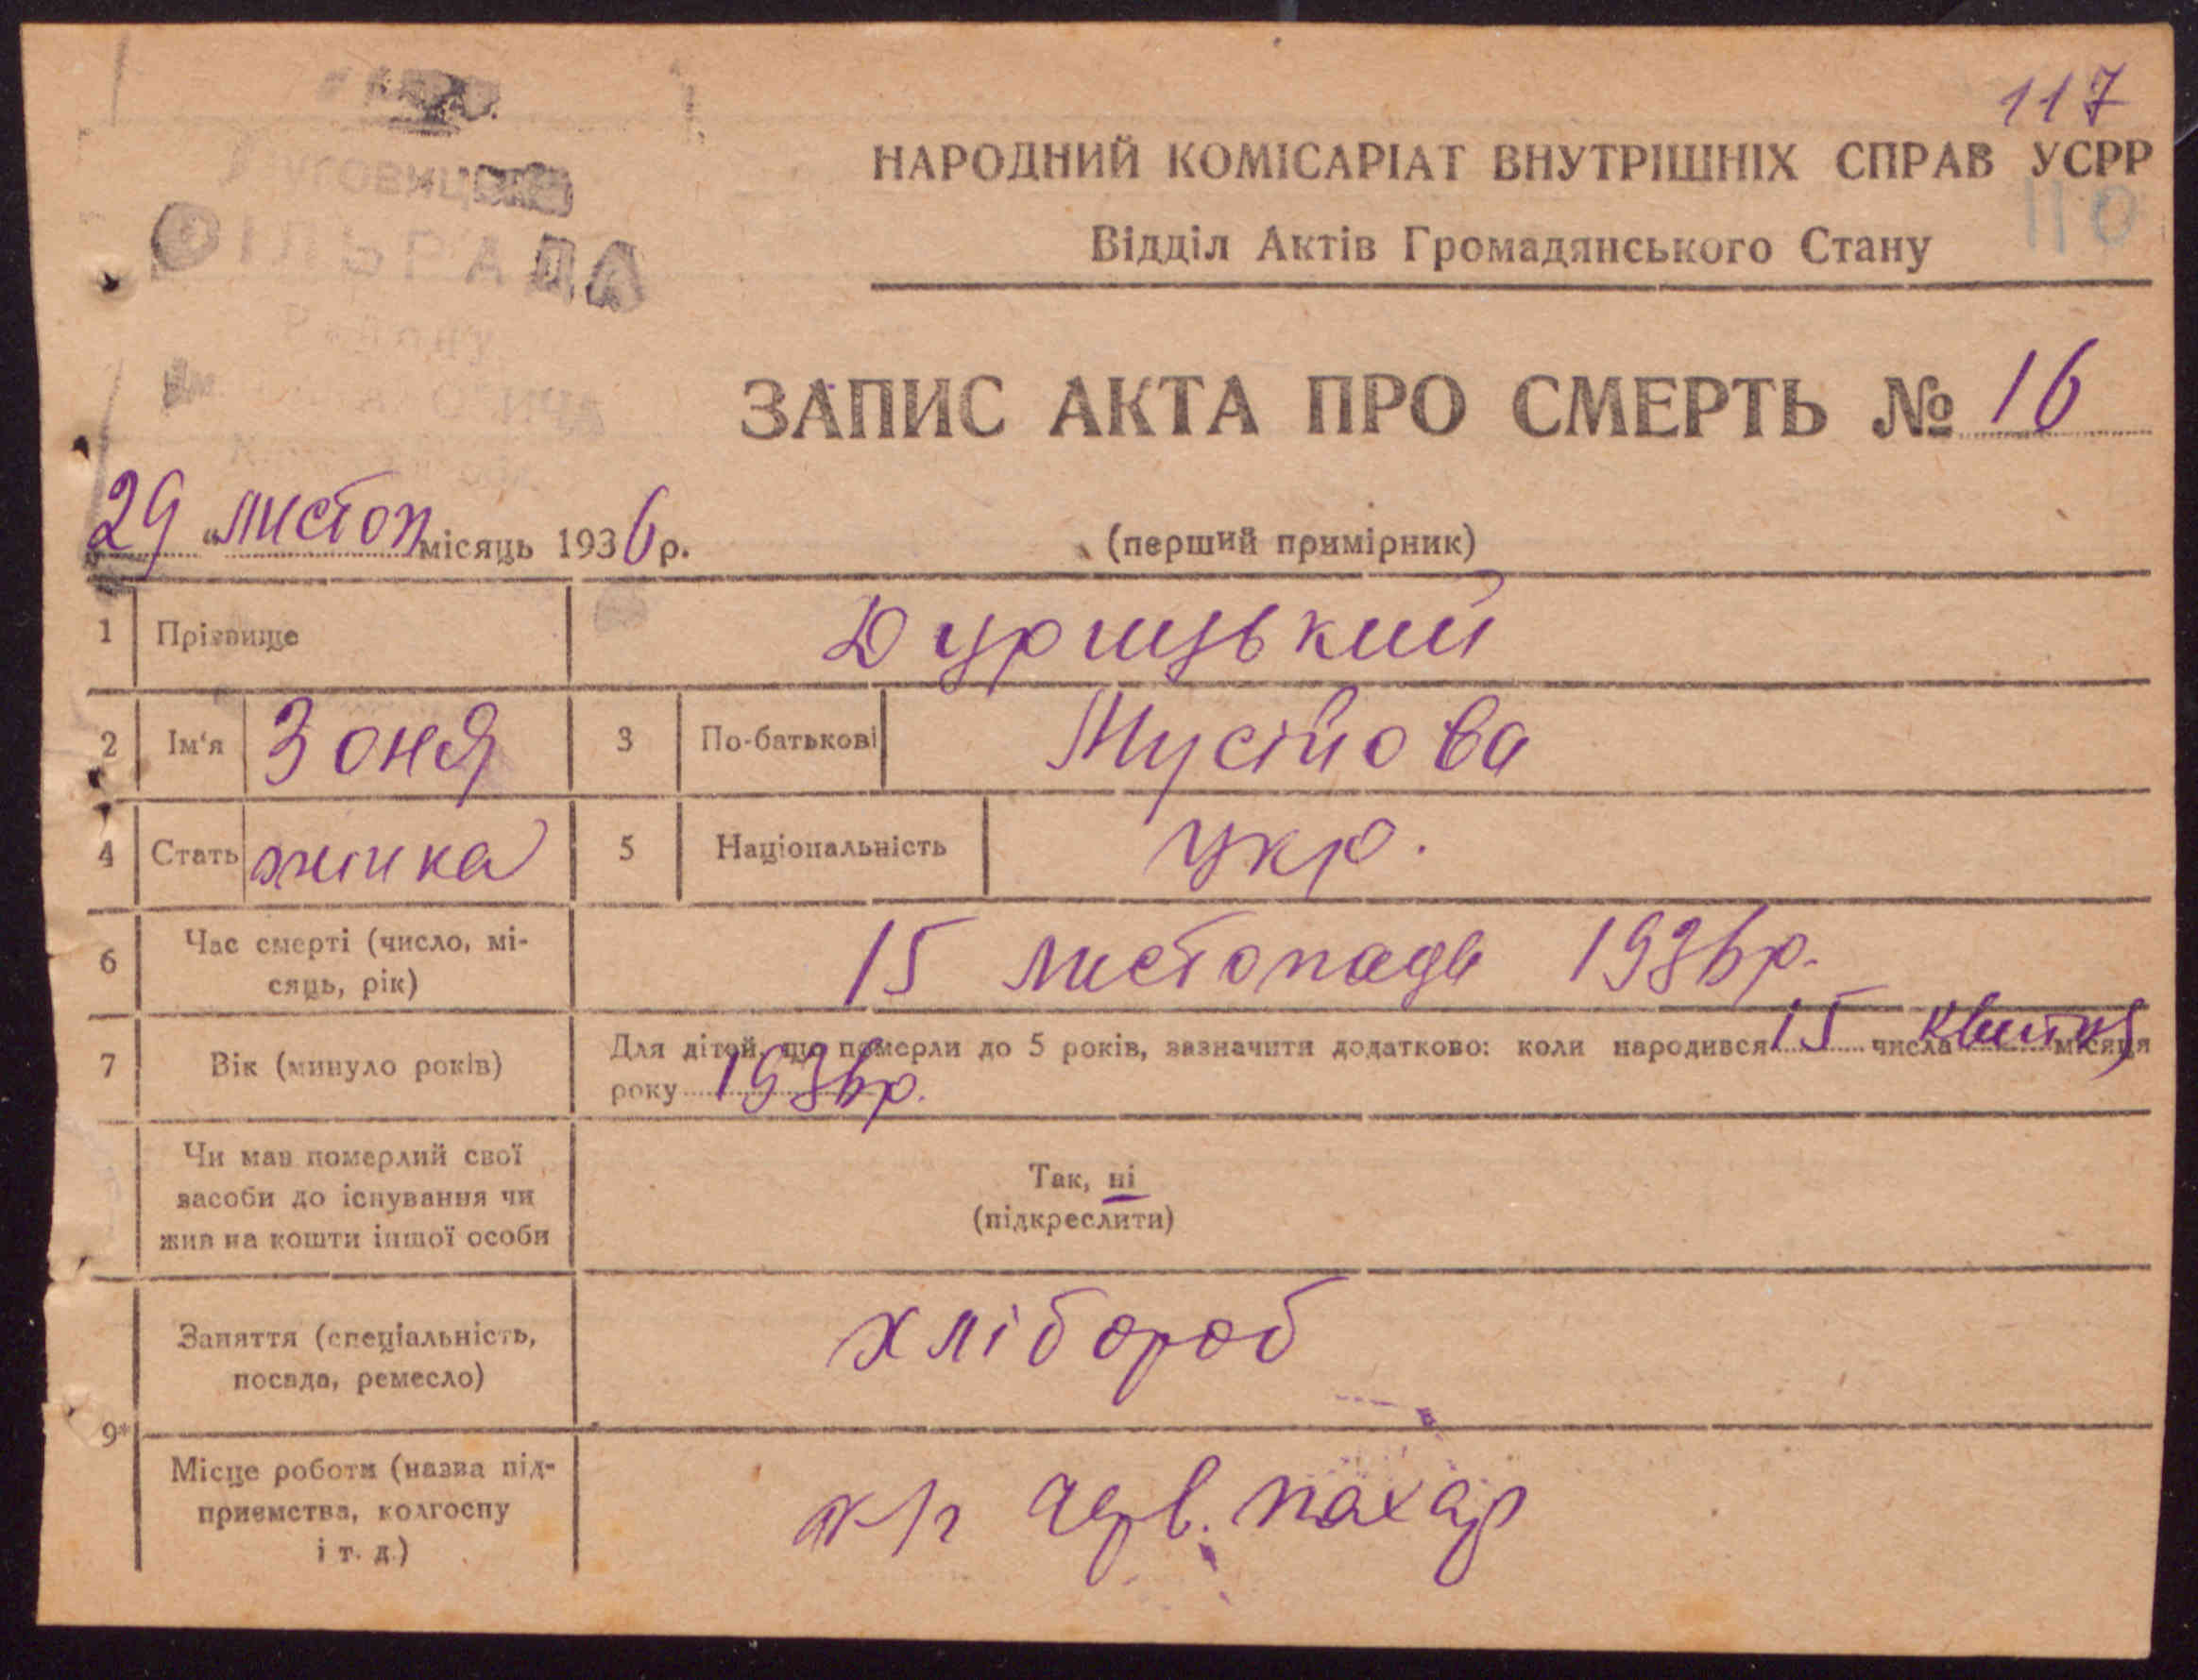 117
НАРОДНИЙ КОМІСАРІАТ ВНУТРІШНІХ СПРАВ УСРР
110
Відділ Актів Громадянського Стану
СІЛЬРАДА
Району
ЗАПИС АКТА ПРО СМЕРТЬ № 16
„29“ листоп місяць 1936 р.
(перший примірник)
1 Прізвище Дурицький
2 Ім'я Зоня 3 По-батькові
4 Стать жінка 5 Національність укр.
6 Час смерті (число, мі-
сяць, рік) 15 листопада 1936 р.
7 Вік (минуло років) Для дітей, що померли до 5 років, зазначити додатково: коли народився 15 числа квітня місяця
року 1936 р.
Чи мав померлий свої
засоби до існування чи
жив на кошти іншої особи
Так, ні
(підкреслити)
Заняття (спеціальність,
посада, ремесло) хлібороб
9*
Місце роботи (назва під-
приємства, колгоспу
і т. д.)
к/г черв. пахар